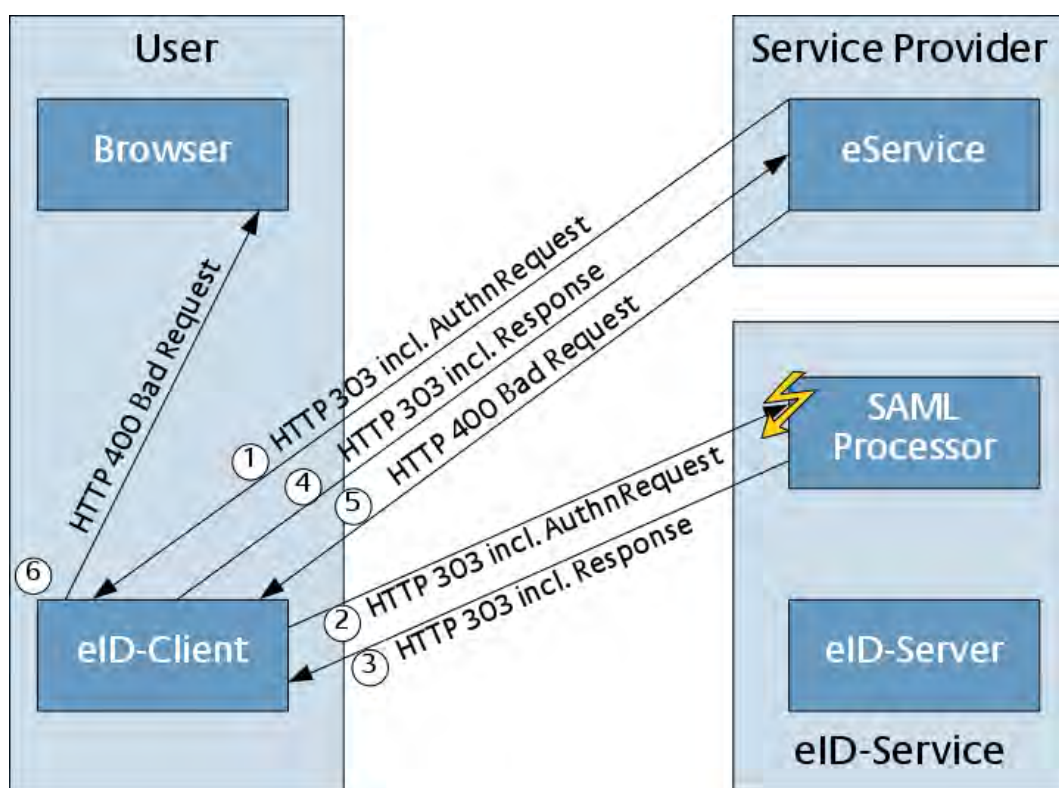 User
Service Provider
Browser
eService
HTTP 400 Bad Request
1
HTTP 303 incl. AuthnRequest
4
HTTP 303 incl. Response
5
HTTP 400 Bad Request
SAML
Processor
6
2
HTTP 303 incl. AuthnRequest
3
HTTP 303 incl. Response
eID-Client
eID-Server
eID-Service